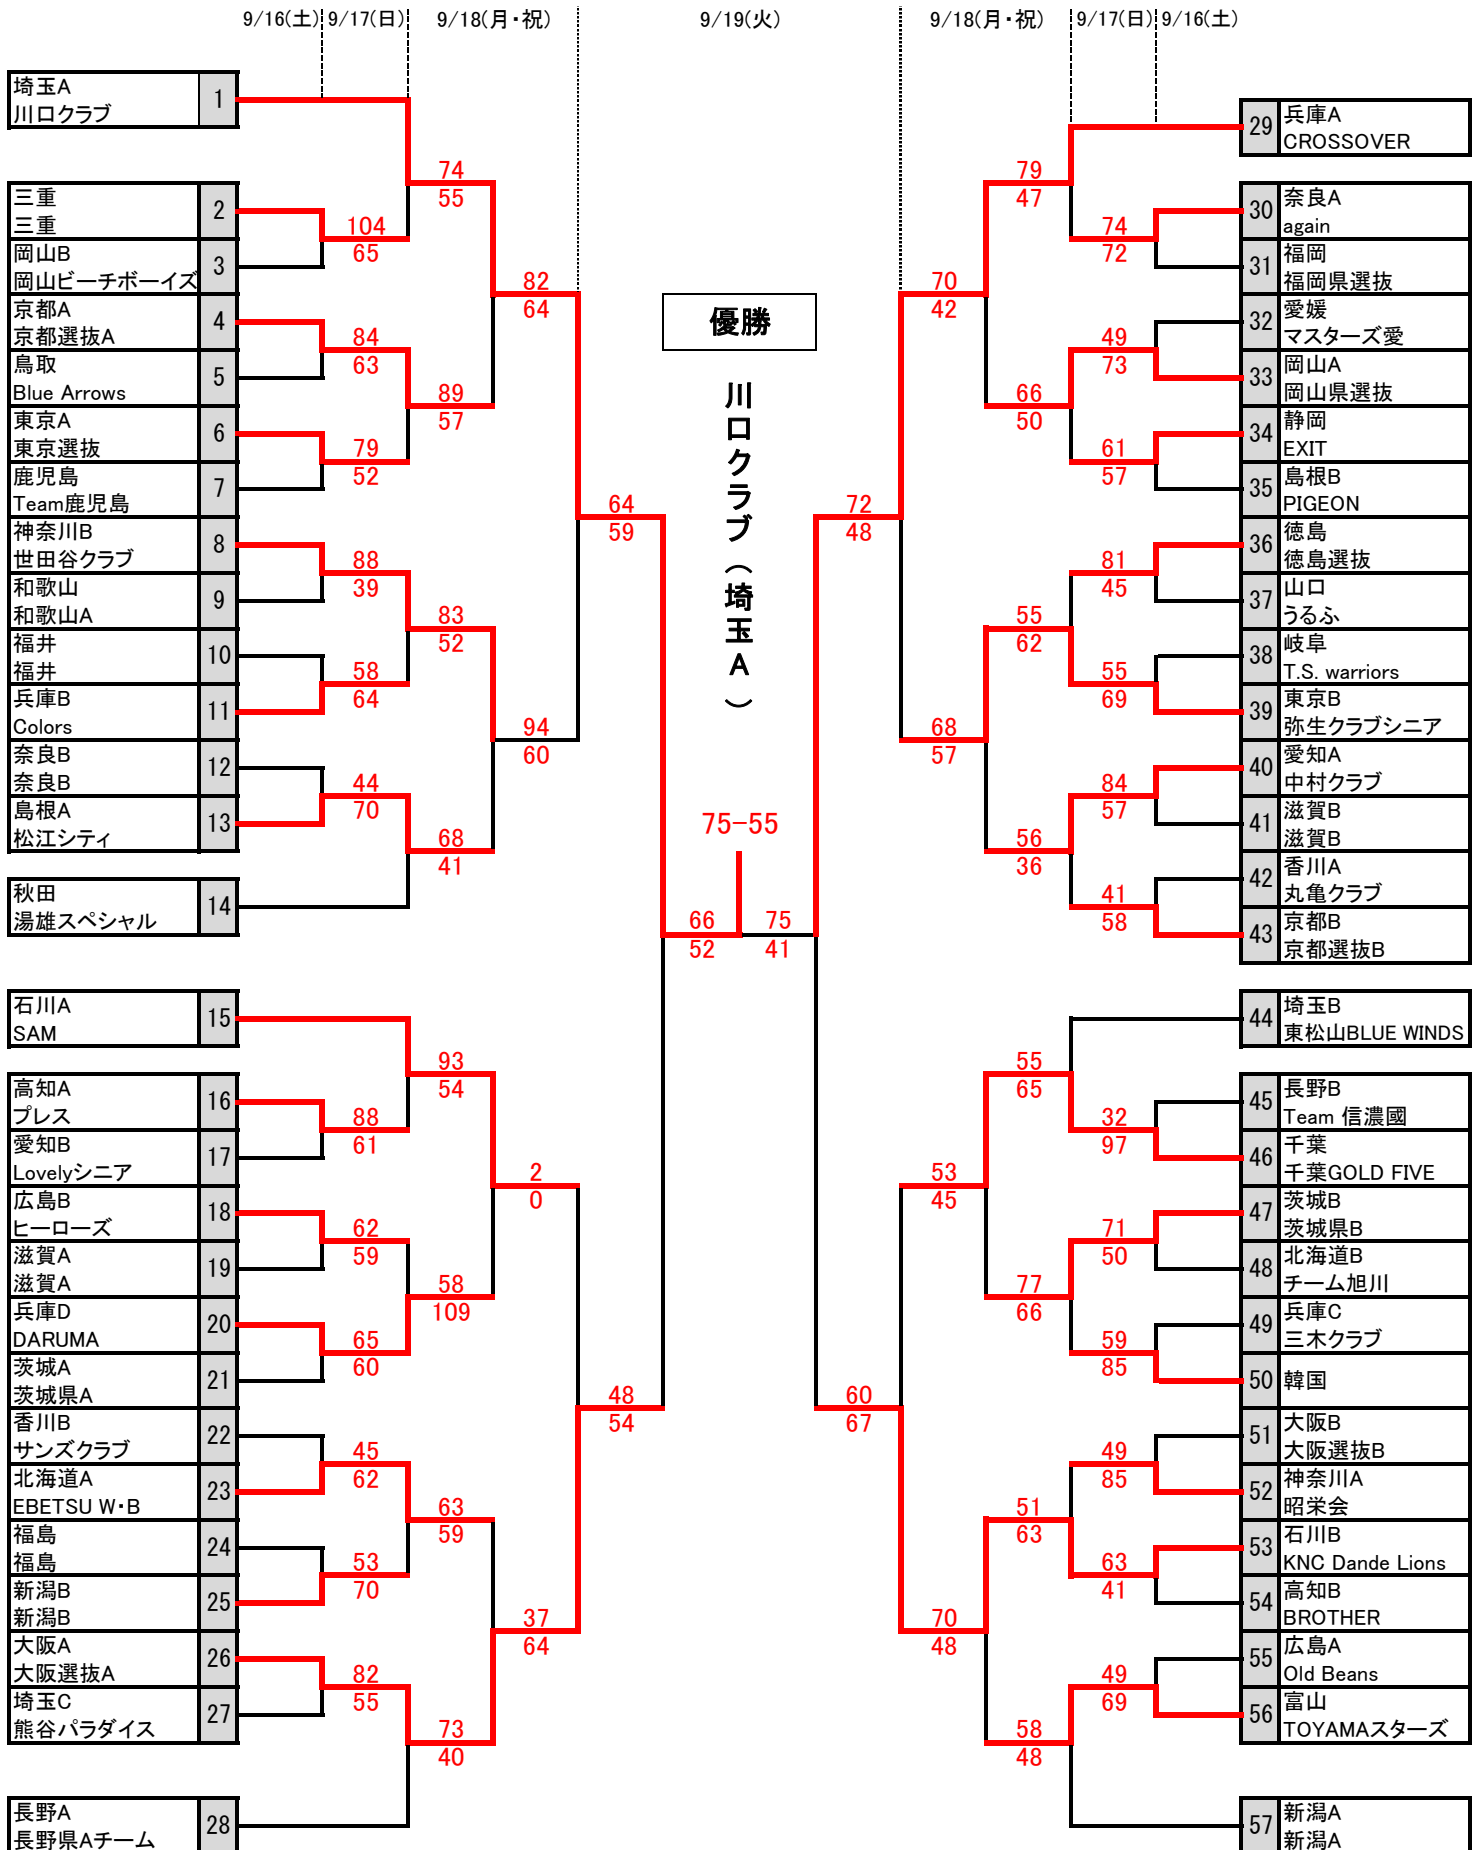 9/16(土) 9/17(日) 9/18(月・祝) 9/19(火) 9/18(月・祝) 9/17(日) 9/16(土)
埼玉A
川口クラブ
1
三重
三重
2
岡山B
岡山ビーチボーイズ
3
京都A
京都選抜A
4
鳥取
Blue Arrows
5
東京A
東京選抜
6
鹿児島
Team鹿児島
7
神奈川B
世田谷クラブ
8
和歌山
和歌山A
9
福井
福井
10
兵庫B
Colors
11
奈良B
奈良B
12
島根A
松江シティ
13
秋田
湯雄スペシャル
14
石川A
SAM
15
高知A
プレス
16
愛知B
Lovelyシニア
17
広島B
ヒーローズ
18
滋賀A
滋賀A
19
兵庫D
DARUMA
20
茨城A
茨城県A
21
香川B
サンズクラブ
22
北海道A
EBETSU W・B
23
福島
福島
24
新潟B
新潟B
25
大阪A
大阪選抜A
26
埼玉C
熊谷パラダイス
27
長野A
長野県Aチーム
28
104
65
84
63
79
52
88
39
58
64
44
70
88
61
62
59
65
60
45
62
53
70
82
55
74
55
89
57
83
52
68
41
93
54
58
109
63
59
73
40
82
64
94
60
2
0
37
64
64
59
48
54
優勝
川口クラブ(埼玉A)
75-55
66
52
75
41
72
48
60
67
70
42
68
57
53
45
70
48
79
47
66
50
55
62
56
36
55
65
77
66
51
63
58
48
74
72
49
73
61
57
81
45
55
69
84
57
41
58
32
97
71
50
59
85
49
85
63
41
49
69
29
兵庫A
CROSSOVER
30
奈良A
again
31
福岡
福岡県選抜
32
愛媛
マスターズ愛
33
岡山A
岡山県選抜
34
静岡
EXIT
35
島根B
PIGEON
36
徳島
徳島選抜
37
山口
うるふ
38
岐阜
T.S. warriors
39
東京B
弥生クラブシニア
40
愛知A
中村クラブ
41
滋賀B
滋賀B
42
香川A
丸亀クラブ
43
京都B
京都選抜B
44
埼玉B
東松山BLUE WINDS
45
長野B
Team 信濃國
46
千葉
千葉GOLD FIVE
47
茨城B
茨城県B
48
北海道B
チーム旭川
49
兵庫C
三木クラブ
50
韓国
51
大阪B
大阪選抜B
52
神奈川A
昭栄会
53
石川B
KNC Dande Lions
54
高知B
BROTHER
55
広島A
Old Beans
56
富山
TOYAMAスターズ
57
新潟A
新潟A